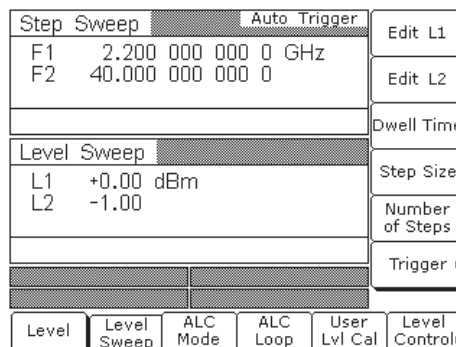 Step Sweep Auto Trigger
F1 2.200 000 000 0 GHz
F2 40.000 000 000 0
Level Sweep
L1 +0.00 dBm
L2 -1.00
Edit L1
Edit L2
Dwell Time
Step Size
Number
of Steps
Trigger
Level
Level
Sweep
ALC
Mode
ALC
Loop
User
Lvl Cal
Level
Control